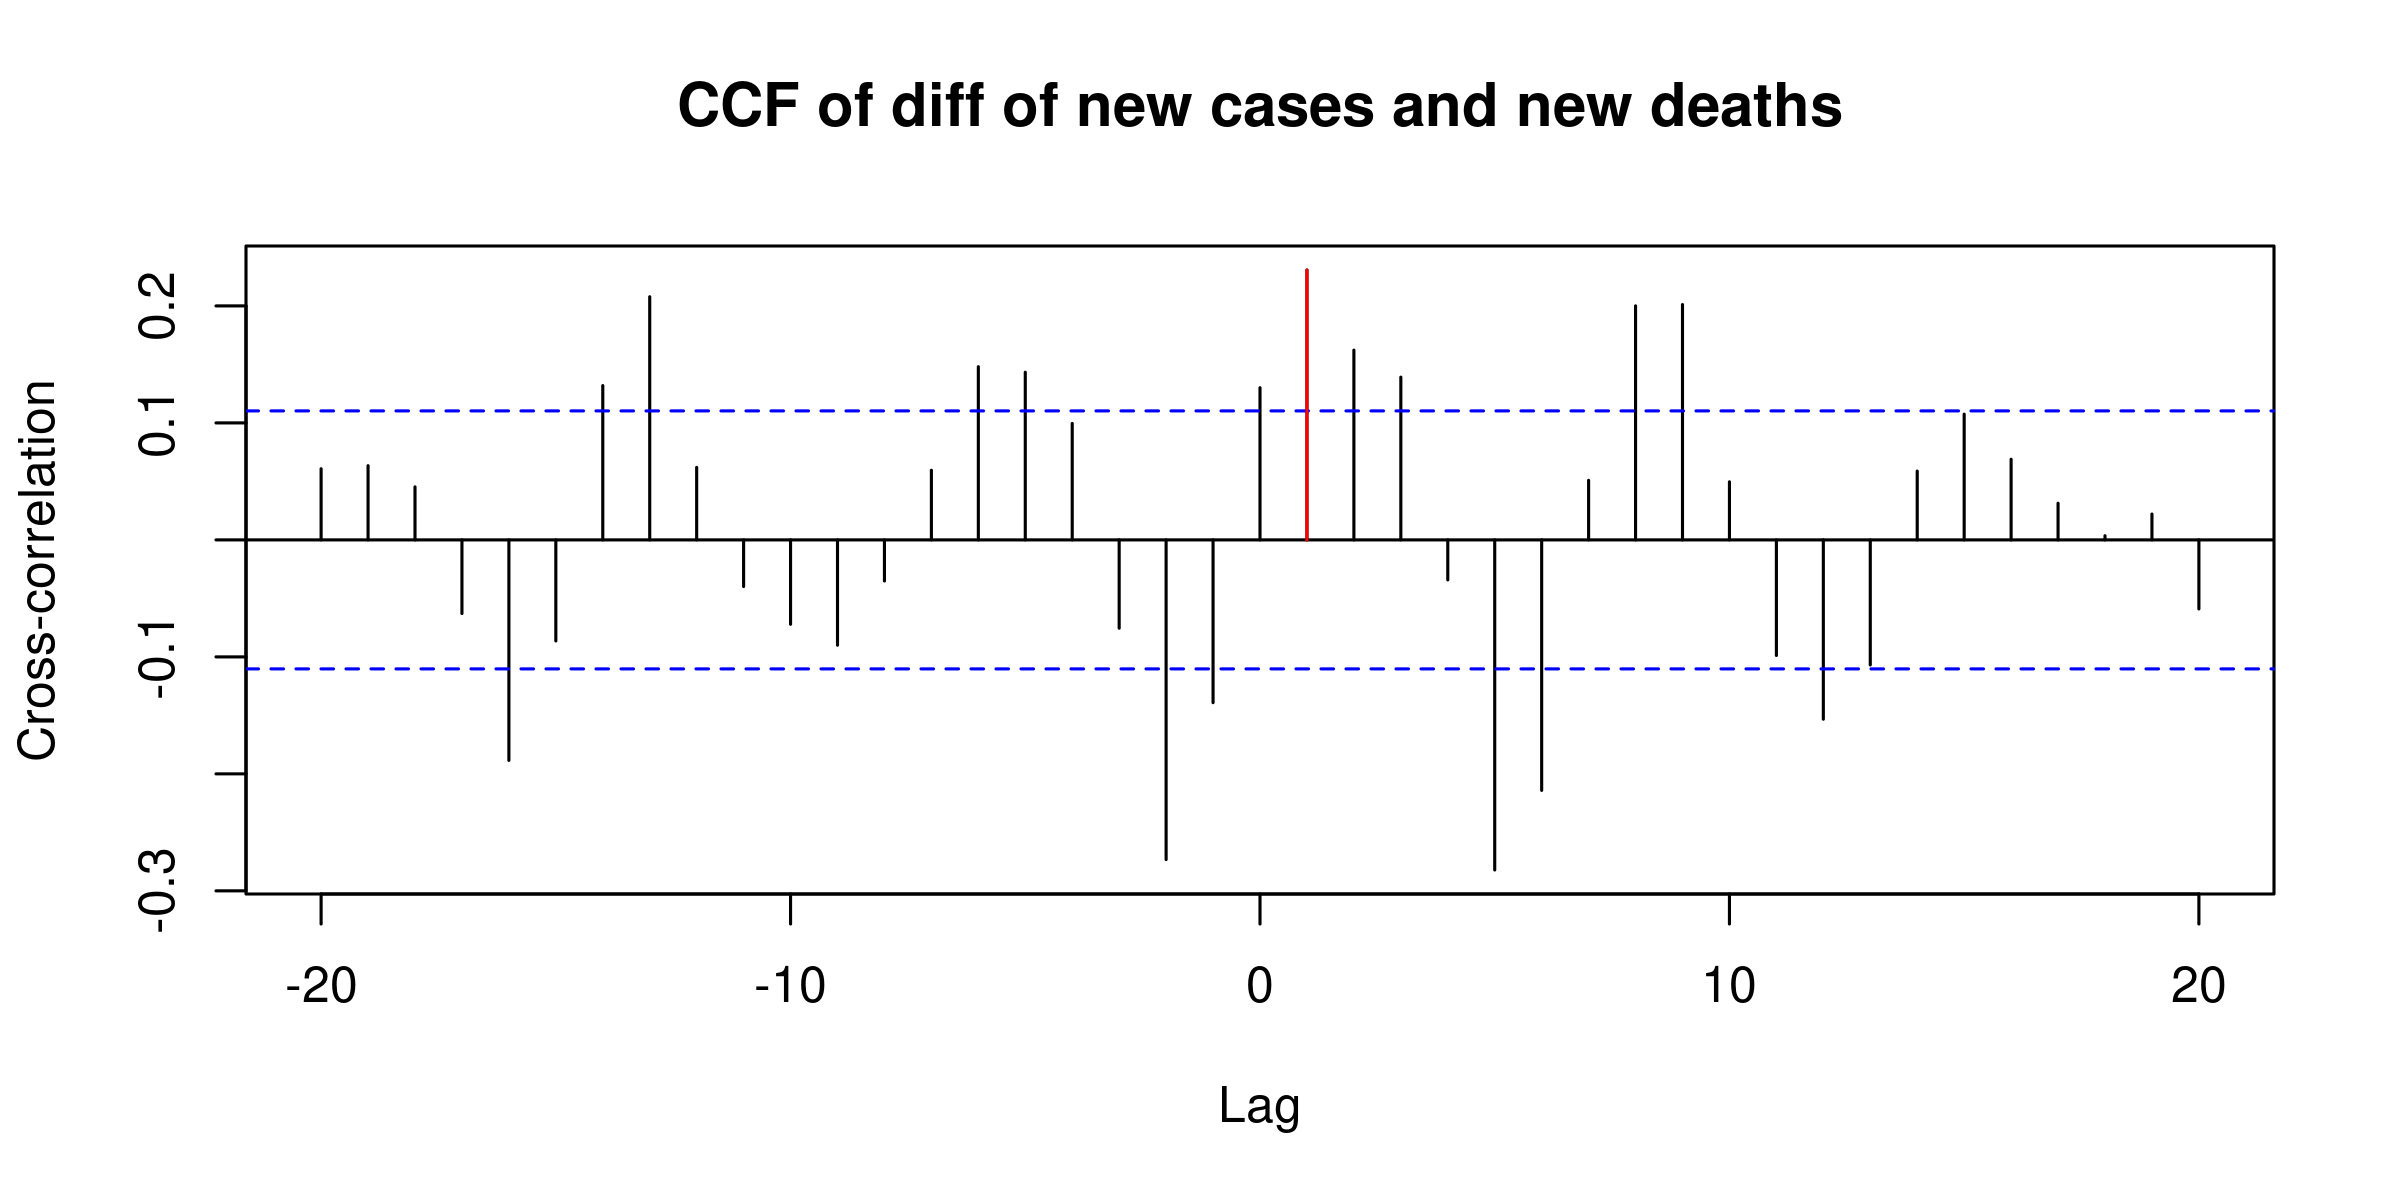 CCF of diff of new cases and new deaths
Cross-correlation
0.2
0.1
-0.1
-0.3
-20 -10 0 10 20
Lag